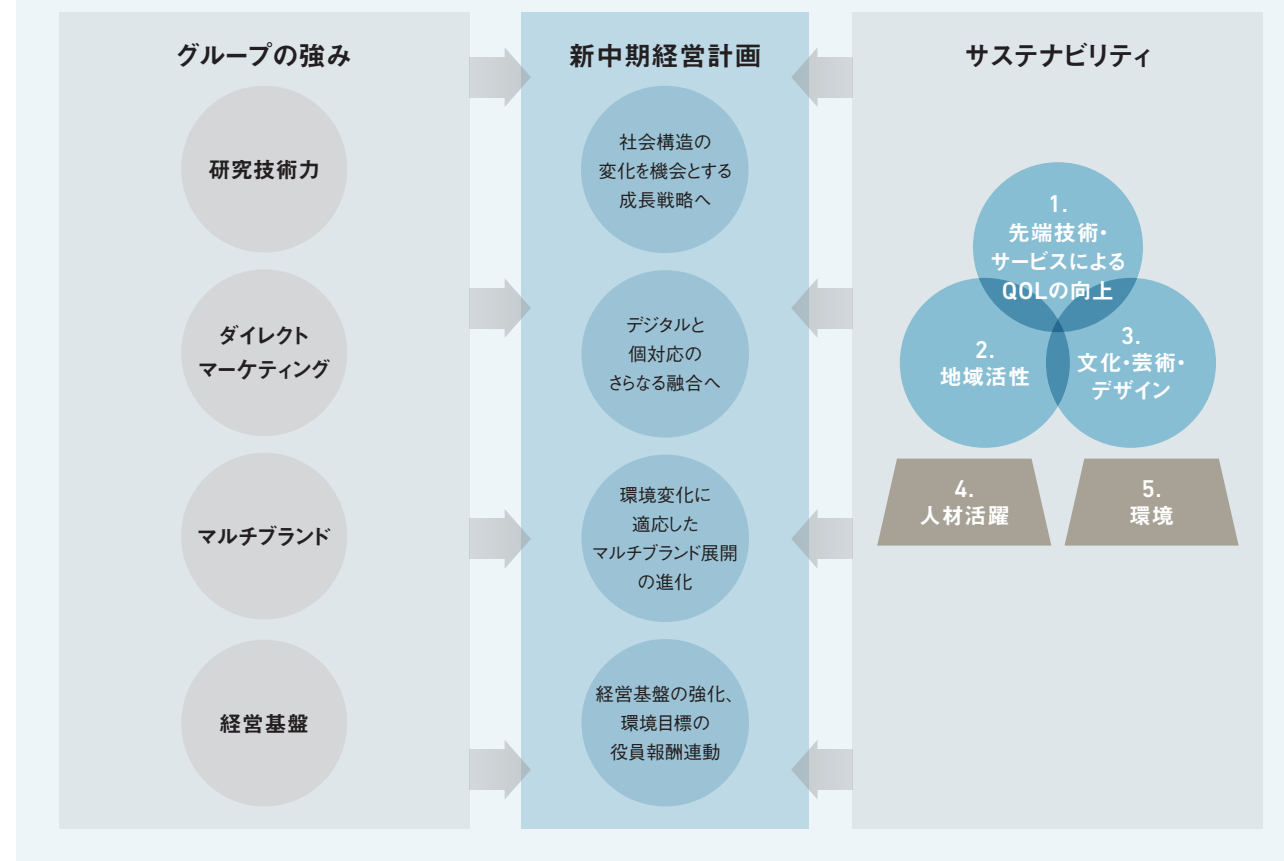 グループの強み
研究技術力
ダイレクト
マーケティング
マルチブランド
経営基盤
新中期経営計画
社会構造の
変化を機会とする
成長戦略へ
デジタルと
個対応の
さらなる融合へ
環境変化に
適応した
マルチブランド展開
の進化
経営基盤の強化、
環境目標の
役員報酬連動
サステナビリティ
1.
先端技術・
サービスによる
QOLの向上
2.
地域活性
3.
文化・芸術・
デザイン
4.
人材活躍
5.
環境